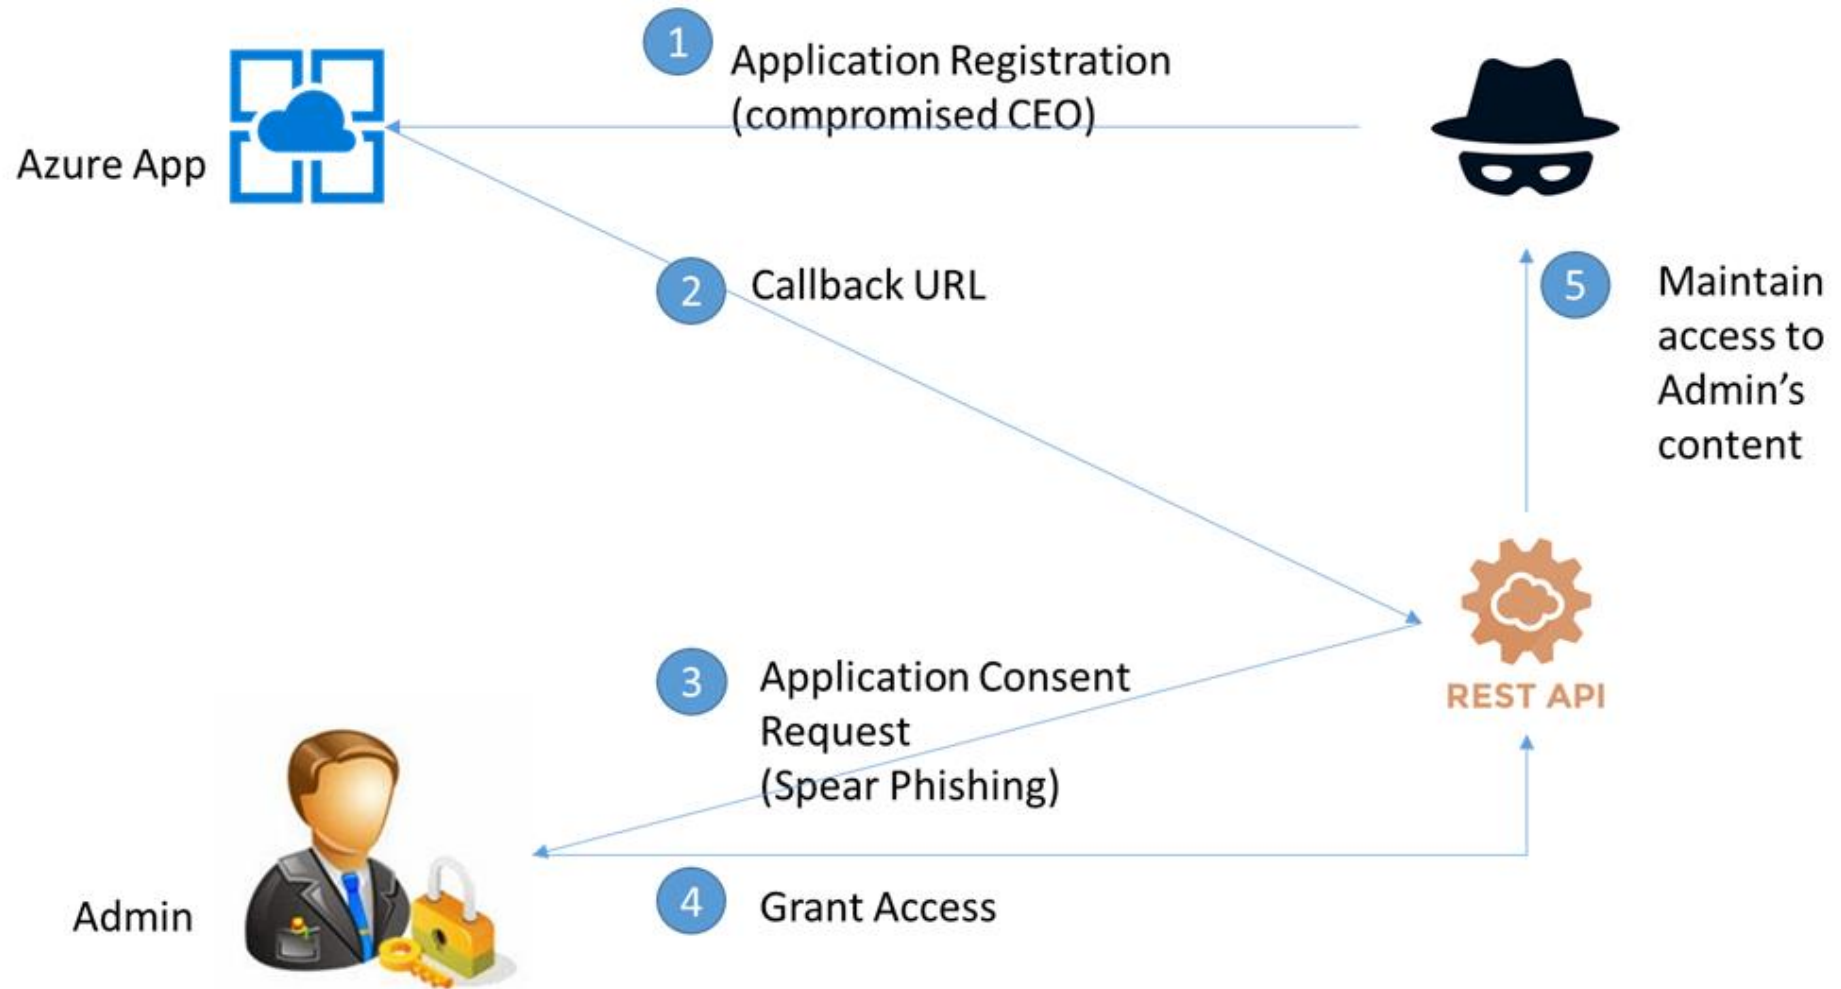 1
Application Registration
(compromised CEO)
Azure App
2
Callback URL
5
Maintain
access to
Admin’s
content
3
Application Consent
Request
(Spear Phishing)
REST API
4
Grant Access
Admin